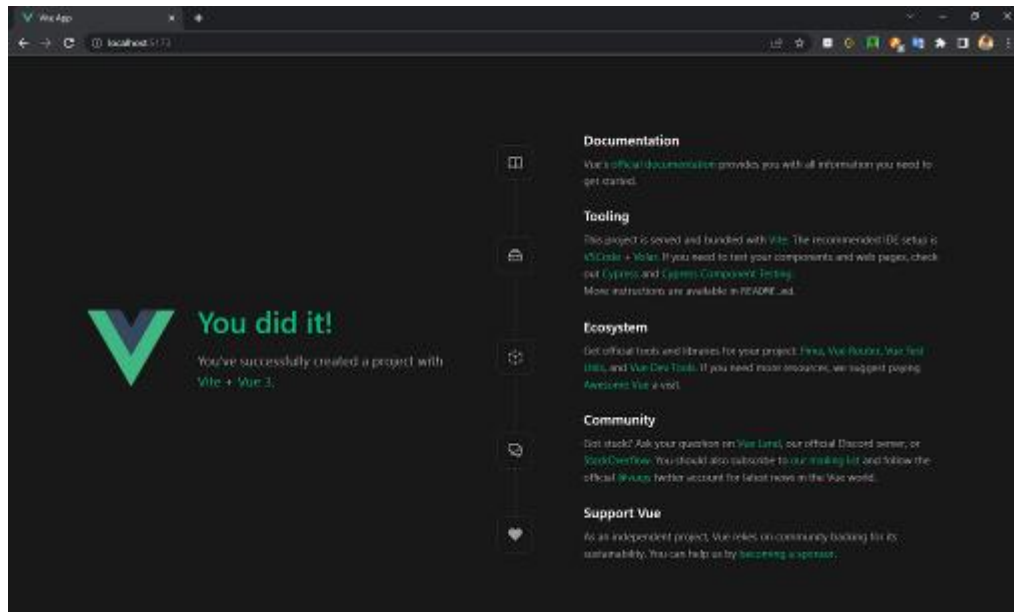 Vite App
localhost:5173
You did it!
You've successfully created a project with
Vite + Vue 3.
Documentation
Vue's official documentation provides you with all information you need to
get started.
Tooling
This project is served and bundled with Vite. The recommended IDE setup is
VSCode + Volar. If you need to test your components and web pages, check
out Cypress and Cypress Component Testing.
More instructions are available in README.md.
Ecosystem
Get official tools and libraries for your project: Pinia, Vue Router, Vue Test
Utils, and Vue Dev Tools. If you need more resources, we suggest paying
Awesome Vue a visit.
Community
Got stuck? Ask your question on Vue Land, our official Discord server, or
StackOverflow. You should also subscribe to our mailing list and follow the
official @vuejs twitter account for latest news in the Vue world.
Support Vue
As an independent project, Vue relies on community backing for its
sustainability. You can help us by becoming a sponsor.